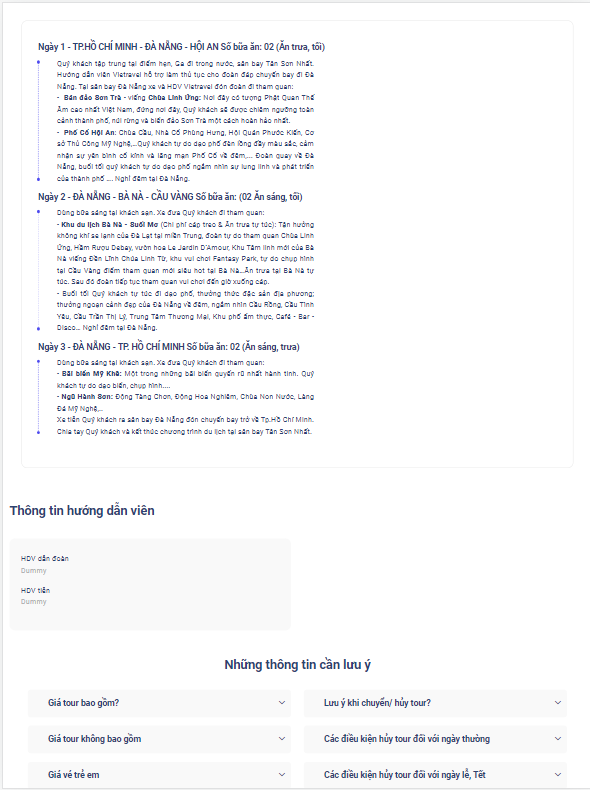 Ngày 1 - TP.HỒ CHÍ MINH - ĐÀ NẴNG - HỘI AN Số bữa ăn: 02 (Ăn trưa, tối)
Quý khách tập trung tại điểm hẹn, Ga đi trong nước, sân bay Tân Sơn Nhất.
Hướng dẫn viên Vietravel hỗ trợ làm thủ tục cho đoàn đáp chuyến bay đi Đà
Nẵng. Tại sân bay Đà Nẵng xe và HDV Vietravel đón đoàn đi tham quan:
- Bán đảo Sơn Trà - viếng Chùa Linh Ứng: Nơi đây có tượng Phật Quan Thế
Âm cao nhất Việt Nam, đứng nơi đây, Quý khách sẽ được chiêm ngưỡng toàn
cảnh thành phố, núi rừng và biển đảo Sơn Trà một cách hoàn hảo nhất.
- Phố Cổ Hội An: Chùa Cầu, Nhà Cổ Phùng Hưng, Hội Quán Phước Kiến, Cơ
sở Thủ Công Mỹ Nghệ,...Quý khách tự do dạo phố đèn lồng đầy màu sắc, cảm
nhận sự yên bình cổ kính và lãng mạn Phố Cổ về đêm,.... Đoàn quay về Đà
Nẵng, buổi tối quý khách tự do dạo phố ngắm nhìn sự lung linh và phát triển
của thành phố .... Nghỉ đêm tại Đà Nẵng.
Ngày 2 - ĐÀ NẴNG - BÀ NÀ - CẦU VÀNG Số bữa ăn: (02 Ăn sáng, tối)
Dùng bữa sáng tại khách sạn. Xe đưa Quý khách đi tham quan:
- Khu du lịch Bà Nà - Suối Mơ (Chi phí cáp treo & Ăn trưa tự túc): Tận hưởng
không khí se lạnh của Đà Lạt tại miền Trung, đoàn tự do tham quan Chùa Linh
Ứng, Hầm Rượu Debay, vườn hoa Le Jardin D'Amour, Khu Tâm linh mới của Bà
Nà viếng Đền Lĩnh Chúa Linh Từ, khu vui chơi Fantasy Park, tự do chụp hình
tại Cầu Vàng điểm tham quan mới siêu hot tại Bà Nà...Ăn trưa tại Bà Nà tự
túc. Sau đó đoàn tiếp tục tham quan vui chơi đến giờ xuống cáp.
- Buổi tối Quý khách tự túc đi dạo phố, thưởng thức đặc sản địa phương;
thưởng ngoạn cảnh đẹp của Đà Nẵng về đêm, ngắm nhìn Cầu Rồng, Cầu Tình
Yêu, Cầu Trần Thị Lý, Trung Tâm Thương Mại, Khu phố ẩm thực, Café - Bar -
Disco... Nghỉ đêm tại Đà Nẵng.
Ngày 3 - ĐÀ NẴNG - TP. HỒ CHÍ MINH Số bữa ăn: 02 (Ăn sáng, trưa)
Dùng bữa sáng tại khách sạn. Xe đưa Quý khách đi tham quan:
- Bãi biển Mỹ Khê: Một trong những bãi biển quyến rũ nhất hành tinh. Quý
khách tự do dạo biển, chụp hình....
- Ngũ Hành Sơn: Động Tàng Chơn, Động Hoa Nghiêm, Chùa Non Nước, Làng
Đá Mỹ Nghệ,..
Xe tiễn Quý khách ra sân bay Đà Nẵng đón chuyến bay trở về Tp.Hồ Chí Minh.
Chia tay Quý khách và kết thúc chương trình du lịch tại sân bay Tân Sơn Nhất.
Thông tin hướng dẫn viên
HDV dẫn đoàn
Dummy
HDV tiễn
Dummy
Những thông tin cần lưu ý
Giá tour bao gồm?
Lưu ý khi chuyển/ hủy tour?
Giá tour không bao gồm
Các điều kiện hủy tour đối với ngày thường
Giá vé trẻ em
Các điều kiện hủy tour đối với ngày lễ, Tết